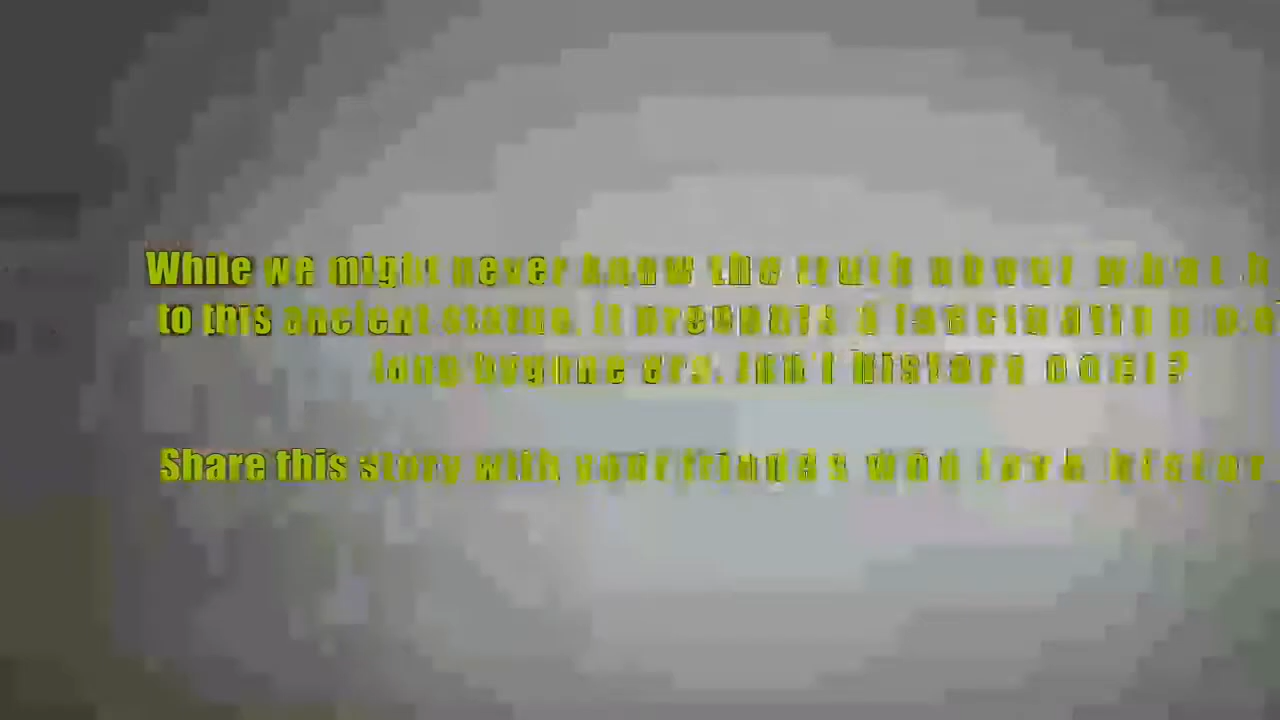 While we might never know the truth about what h
to this ancient statue, it presents a fascinating pe
long bygone era. Isn't history cool?
Share this story with your friends who love histor